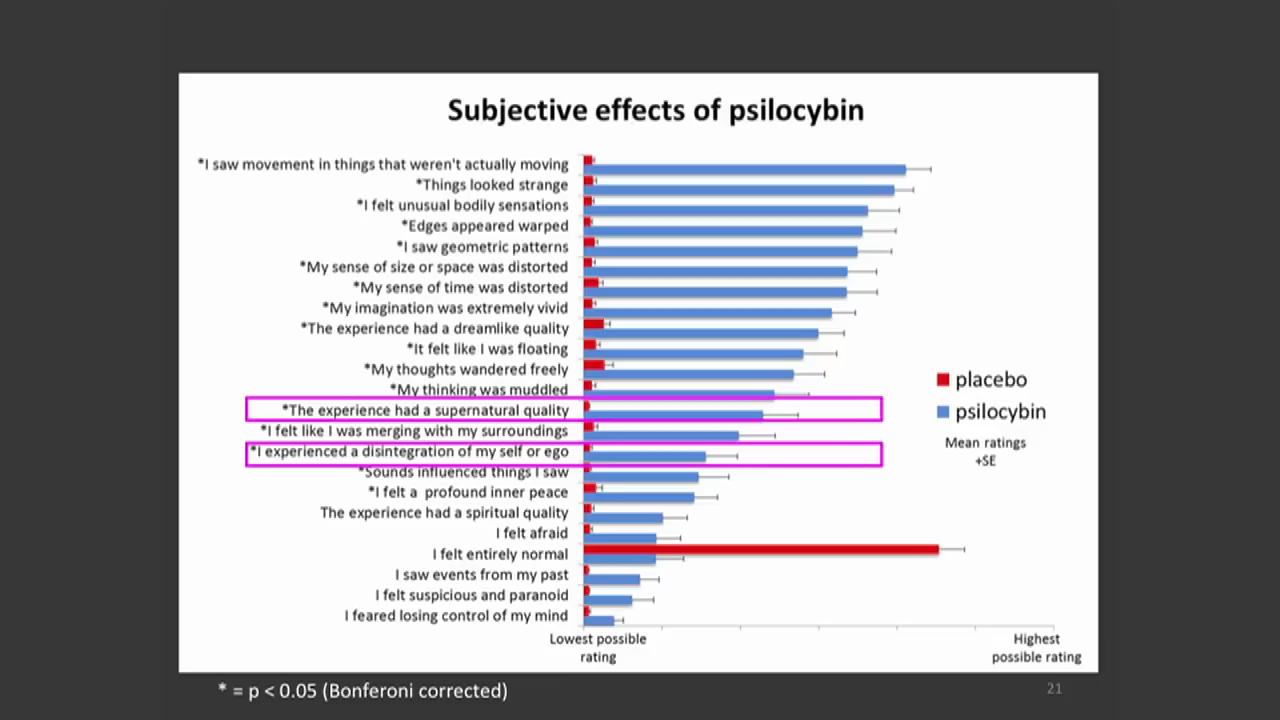 Subjective effects of psilocybin
*I saw movement in things that weren't actually moving
*Things looked strange
*I felt unusual bodily sensations
*Edges appeared warped
*I saw geometric patterns
*My sense of size or space was distorted
*My sense of time was distorted
*My imagination was extremely vivid
*The experience had a dreamlike quality
*It felt like I was floating
*My thoughts wandered freely
*My thinking was muddled
*The experience had a supernatural quality
*I felt like I was merging with my surroundings
*I experienced a disintegration of my self or ego
*Sounds influenced things I saw
*I felt a profound inner peace
The experience had a spiritual quality
I felt afraid
I felt entirely normal
I saw events from my past
I felt suspicious and paranoid
I feared losing control of my mind
placebo
psilocybin
Mean ratings
+SE
Lowest possible
rating
Highest
possible rating
* = p < 0.05 (Bonferoni corrected)
21